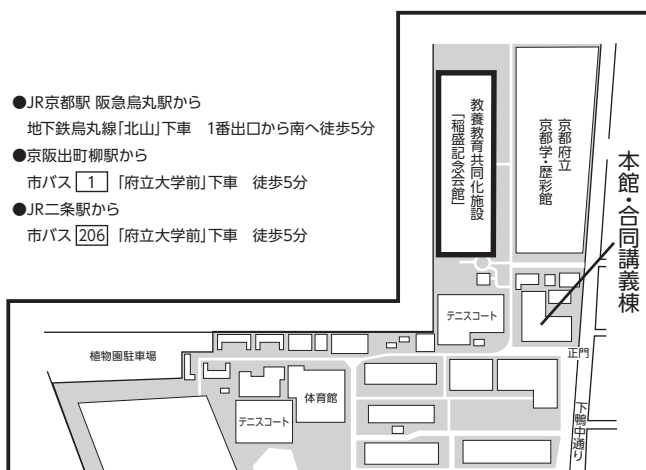 ●JR京都駅 阪急烏丸駅から
地下鉄烏丸線「北山」下車　1番出口から南へ徒歩5分
●京阪出町柳駅から
市バス 1 「府立大学前」下車　徒歩5分
●JR二条駅から
市バス 206 「府立大学前」下車　徒歩5分
教養教育共同化施設
「稲盛記念会館」
京都府立
京都学・歴彩館
本館・合同講義棟
テニスコート
正門
植物園駐車場
体育館
テニスコート
下鴨中通り